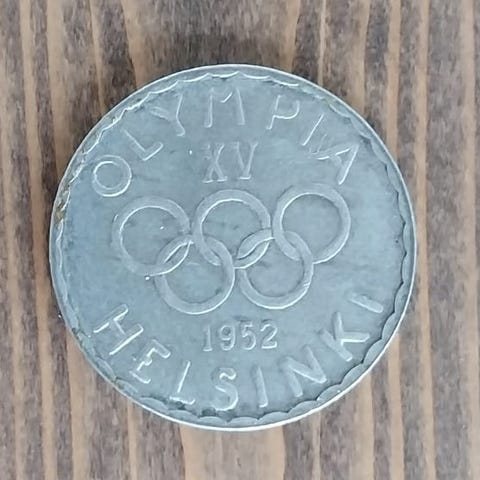 OLYMPIA
XV
1952
HELSINKI